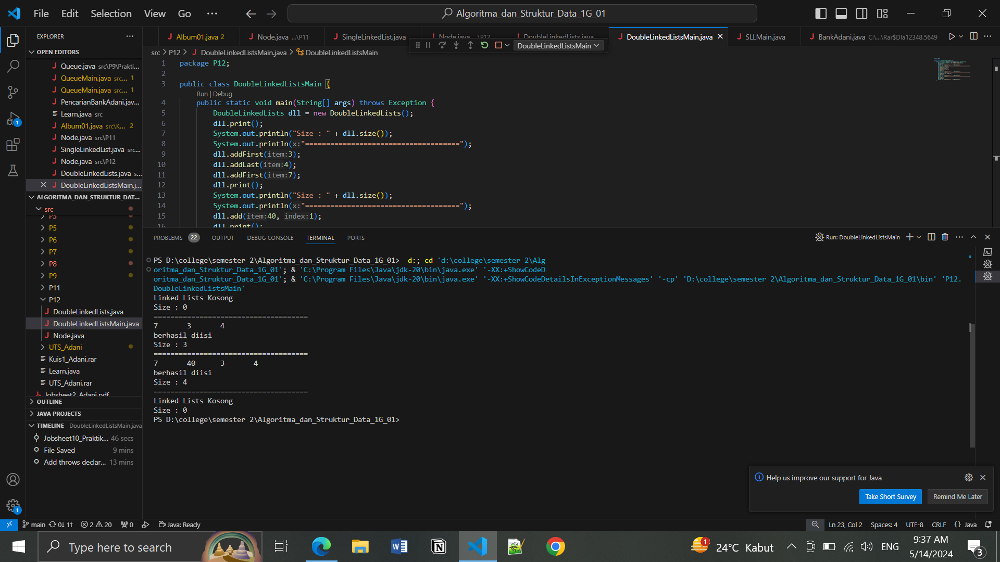 File Edit Selection View Go ···
Algoritma_dan_Struktur_Data_1G_01
EXPLORER
OPEN EDITORS
Queue.java src\P9\Prakti...
QueueMain.java src... 1
QueueMain.java src... 1
PencarianBankAdani.jav...
Learn.java src
Album01.java src\K... 2
Node.java src\P11
SingleLinkedList.java src...
Node.java src\P12
DoubleLinkedLists.java s...
DoubleLinkedListsMain.j...
ALGORITMA_DAN_STRUKTUR_DAT...
src
P3
P5
P6
P7
P8
P9
P11
P12
DoubleLinkedLists.java
DoubleLinkedListsMain.java
Node.java
UTS_Adani
Kuis1_Adani.rar
Learn.java
UTS_Adani.rar
Jobsheet2_Adani.pdf
OUTLINE
JAVA PROJECTS
TIMELINE DoubleLinkedListsMain.java
Jobsheet10_Praktik... 46 secs
File Saved 9 mins
Add throws declar... 13 mins
Album01.java 2
Node.java ...\P11
SingleLinkedList.java
Node.java ...\P12
DoubleLinkedLists.java
DoubleLinkedListsMain.java
SLLMain.java
BankAdani.java C:\...\Rar$DIa12348.5649
DoubleLinkedListsMain
src > P12 > DoubleLinkedListsMain.java > DoubleLinkedListsMain
1 package P12;
2
3 public class DoubleLinkedListsMain {
Run | Debug
4 public static void main(String[] args) throws Exception {
5 DoubleLinkedLists dll = new DoubleLinkedLists();
6 dll.print();
7 System.out.println("Size : " + dll.size());
8 System.out.println(x:"=====================================");
9 dll.addFirst(item:3);
10 dll.addLast(item:4);
11 dll.addFirst(item:7);
12 dll.print();
13 System.out.println("Size : " + dll.size());
14 System.out.println(x:"=====================================");
15 dll.add(item:40, index:1);
16 dll.print();
PROBLEMS 22 OUTPUT DEBUG CONSOLE TERMINAL PORTS
Run: DoubleLinkedListsMain
PS D:\college\semester 2\Algoritma_dan_Struktur_Data_1G_01> d:; cd 'd:\college\semester 2\Alg
oritma_dan_Struktur_Data_1G_01'; & 'C:\Program Files\Java\jdk-20\bin\java.exe' '-XX:+ShowCodeD
oritma_dan_Struktur_Data_1G_01'; & 'C:\Program Files\Java\jdk-20\bin\java.exe' '-XX:+ShowCodeDetailsInExceptionMessages' '-cp' 'D:\college\semester 2\Algoritma_dan_Struktur_Data_1G_01\bin' 'P12.
DoubleLinkedListsMain'
Linked Lists Kosong
Size : 0
=====================================
7 3 4
berhasil diisi
Size : 3
=====================================
7 40 3 4
berhasil diisi
Size : 4
=====================================
Linked Lists Kosong
Size : 0
PS D:\college\semester 2\Algoritma_dan_Struktur_Data_1G_01>
Help us improve our support for Java
Take Short Survey
Remind Me Later
main 0↓ 1↑ 2 20 0 Java: Ready
Ln 23, Col 2 Spaces: 4 UTF-8 CRLF {} Java
Type here to search
1
24°C Kabut
ENG
9:37 AM
5/14/2024
3